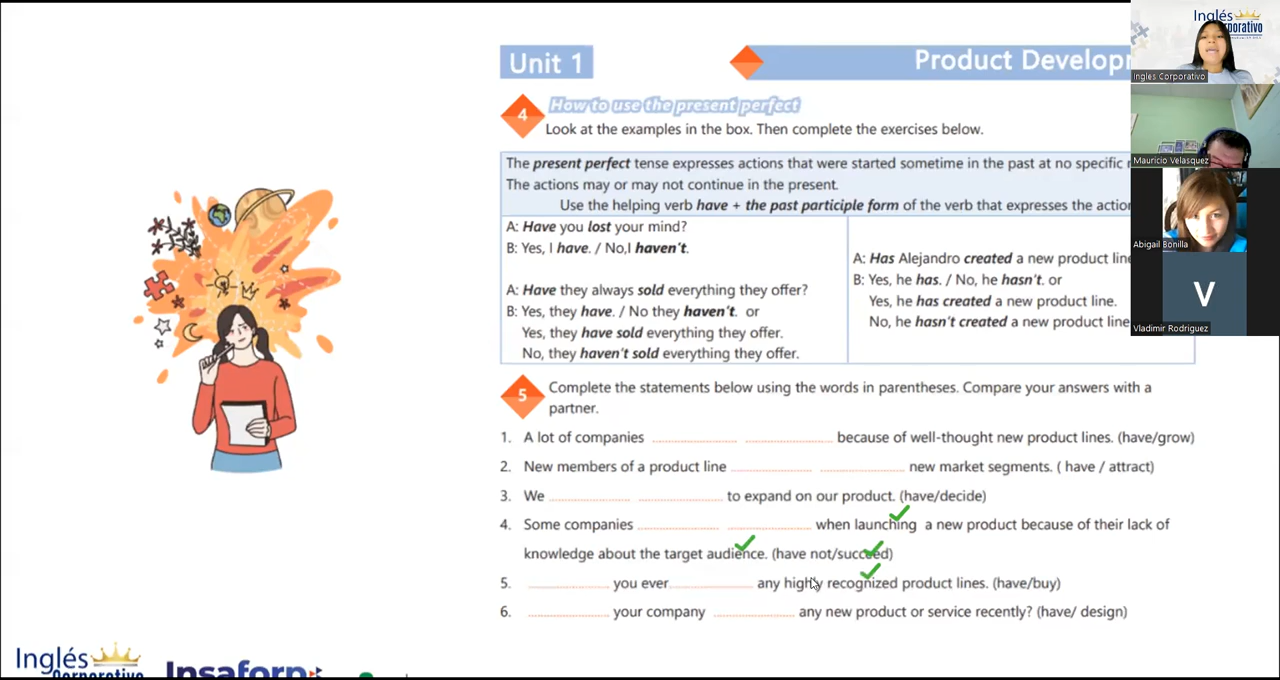 Unit 1
Product Develop
4
How to use the present perfect
Look at the examples in the box. Then complete the exercises below.
The present perfect tense expresses actions that were started sometime in the past at no specific
The actions may or may not continue in the present.
Use the helping verb have + the past participle form of the verb that expresses the action
A: Have you lost your mind?
B: Yes, I have. / No,I haven't.
A: Have they always sold everything they offer?
B: Yes, they have. / No they haven't. or
Yes, they have sold everything they offer.
No, they haven't sold everything they offer.
A: Has Alejandro created a new product line
B: Yes, he has. / No, he hasn't. or
Yes, he has created a new product line.
No, he hasn't created a new product line
5
Complete the statements below using the words in parentheses. Compare your answers with a
partner.
1. A lot of companies because of well-thought new product lines. (have/grow)
2. New members of a product line new market segments. ( have / attract)
3. We to expand on our product. (have/decide)
4. Some companies when launching a new product because of their lack of
knowledge about the target audience. (have not/succeed)
5. you ever any highly recognized product lines. (have/buy)
6. your company any new product or service recently? (have/ design)
Inglés
Corporativo
Insaforp
Inglés
Ingles Corporativo
Mauricio Velasquez
Abigail Bonilla
V
Vladimir Rodriguez